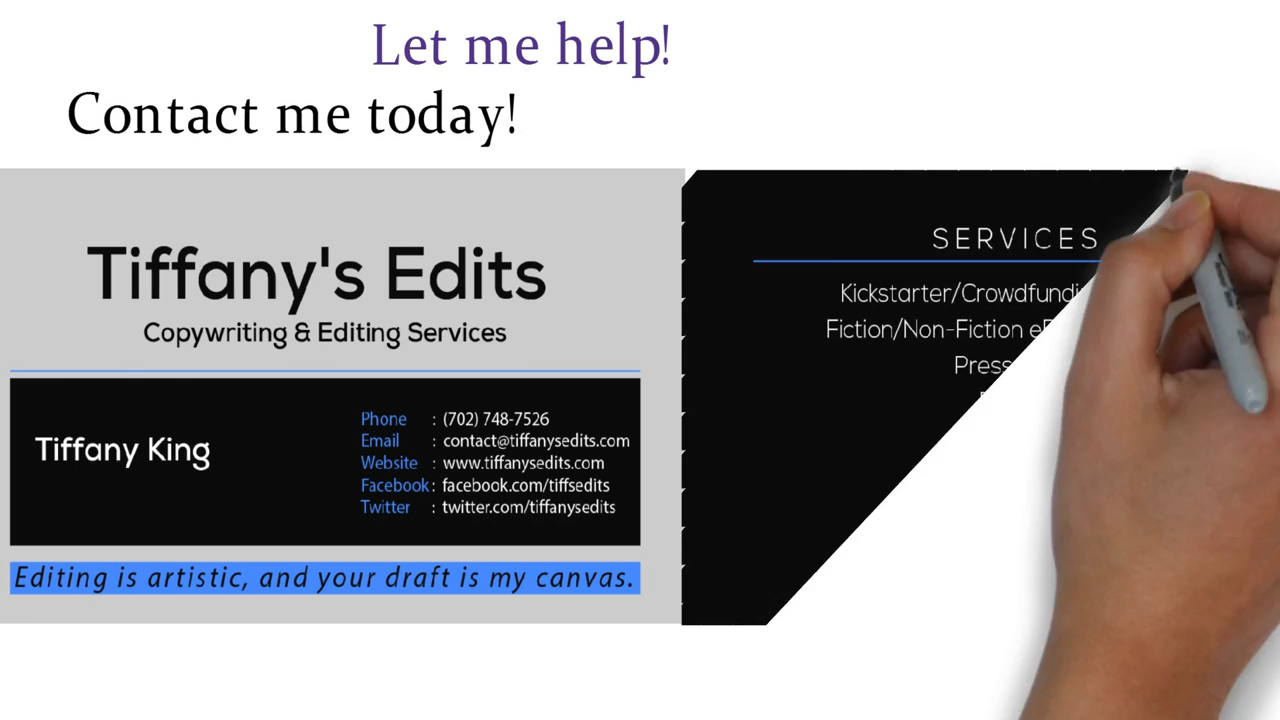 Let me help!
Contact me today!
Tiffany's Edits
Copywriting & Editing Services
Tiffany King
Phone : (702) 748-7526
Email : contact@tiffanysedits.com
Website : www.tiffanysedits.com
Facebook : facebook.com/tiffsedits
Twitter : twitter.com/tiffanysedits
Editing is artistic, and your draft is my canvas.
SERVICES
Fiction/Non-Fiction
Press